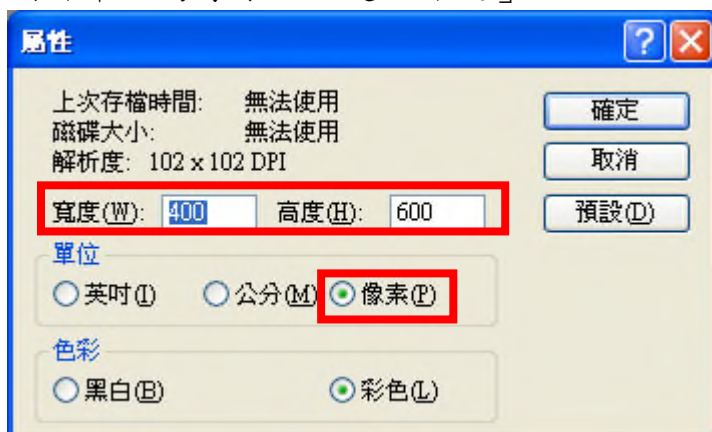 屬性
上次存檔時間: 無法使用
磁碟大小: 無法使用
解析度: 102 x 102 DPI
確定
取消
預設(D)
寬度(W): 400 高度(H): 600
單位
英吋(I) 公分(M) 像素(P)
色彩
黑白(B) 彩色(L)